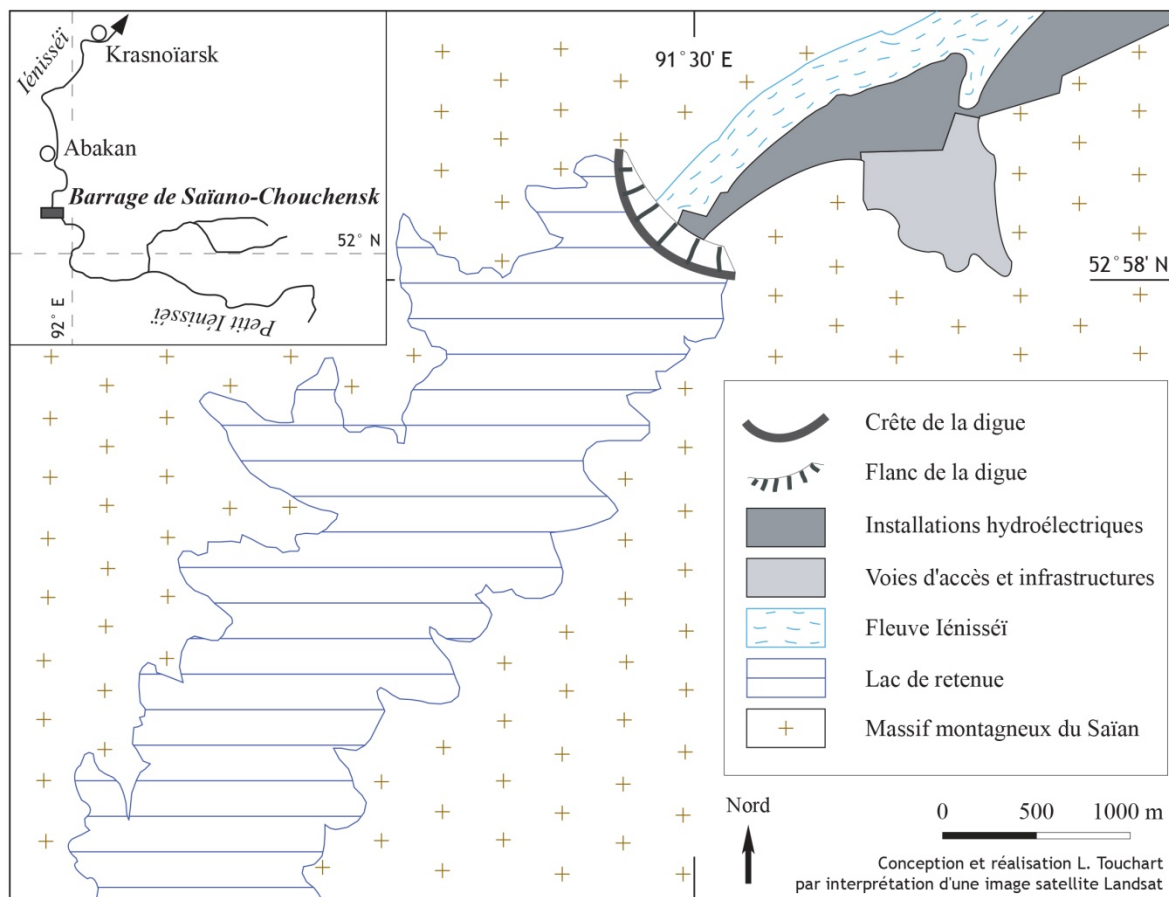 Iénisséï
Krasnoïarsk
Abakan
Barrage de Saïano-Chouchensk
52° N
92° E
Petit Iénisséï
91°30' E
52°58' N
Crête de la digue
Flanc de la digue
Installations hydroélectriques
Voies d'accès et infrastructures
Fleuve Iénisséï
Lac de retenue
Massif montagneux du Saïan
Nord
0 500 1000 m
Conception et réalisation L. Touchart
par interprétation d'une image satellite Landsat